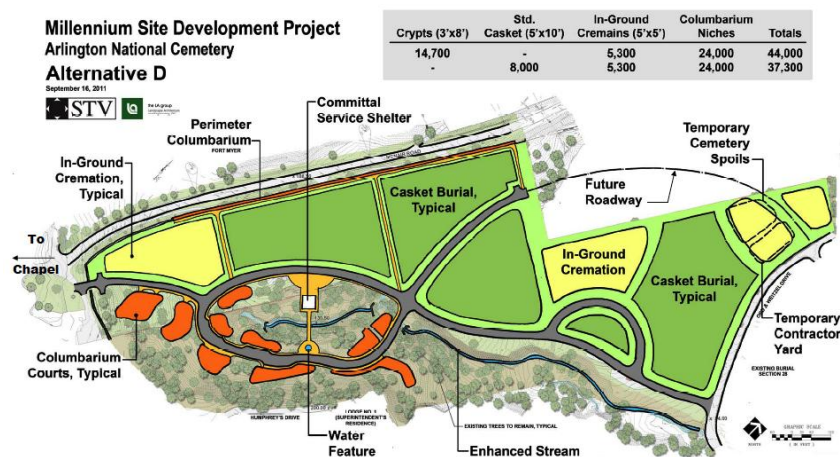 Millennium Site Development Project
Arlington National Cemetery
Alternative D
September 16, 2011
STV
the LA group
Crypts (3'x8') Std. Casket (5'x10') In-Ground Cremains (5'x5') Columbarium Niches Totals
14,700 - 5,300 24,000 44,000
- 8,000 5,300 24,000 37,300
Committal
Service Shelter
Perimeter
Columbarium
FORT MYER
In-Ground
Cremation,
Typical
Temporary
Cemetery
Spoils
Casket Burial,
Typical
Future
Roadway
To
Chapel
In-Ground
Cremation
Casket Burial,
Typical
Columbarium
Courts, Typical
Temporary
Contractor
Yard
EXISTING BURIAL
SECTION 28
HUMPHREY'S DRIVE
(SUPERINTENDENT'S
RESIDENCE)
EXISTING TREES TO REMAIN, TYPICAL
Water
Feature
Enhanced Stream
NORTH
GRAPHIC SCALE
( IN FEET )